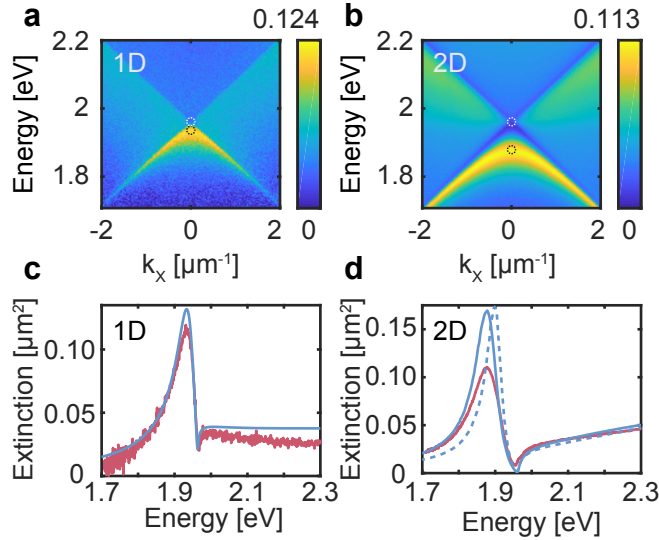 a 0.124 b 0.113
2.2 1D 2.2 2D
Energy [eV] Energy [eV]
2 2
1.8 1.8
0 0
-2 0 2 -2 0 2
kX [µm-1] kX [µm-1]
c d
Extinction [µm²] Extinction [µm²]
1D 2D
0.15
0.10 0.10
0.05 0.05
0 0
1.7 1.9 2.1 2.3 1.7 1.9 2.1 2.3
Energy [eV] Energy [eV]